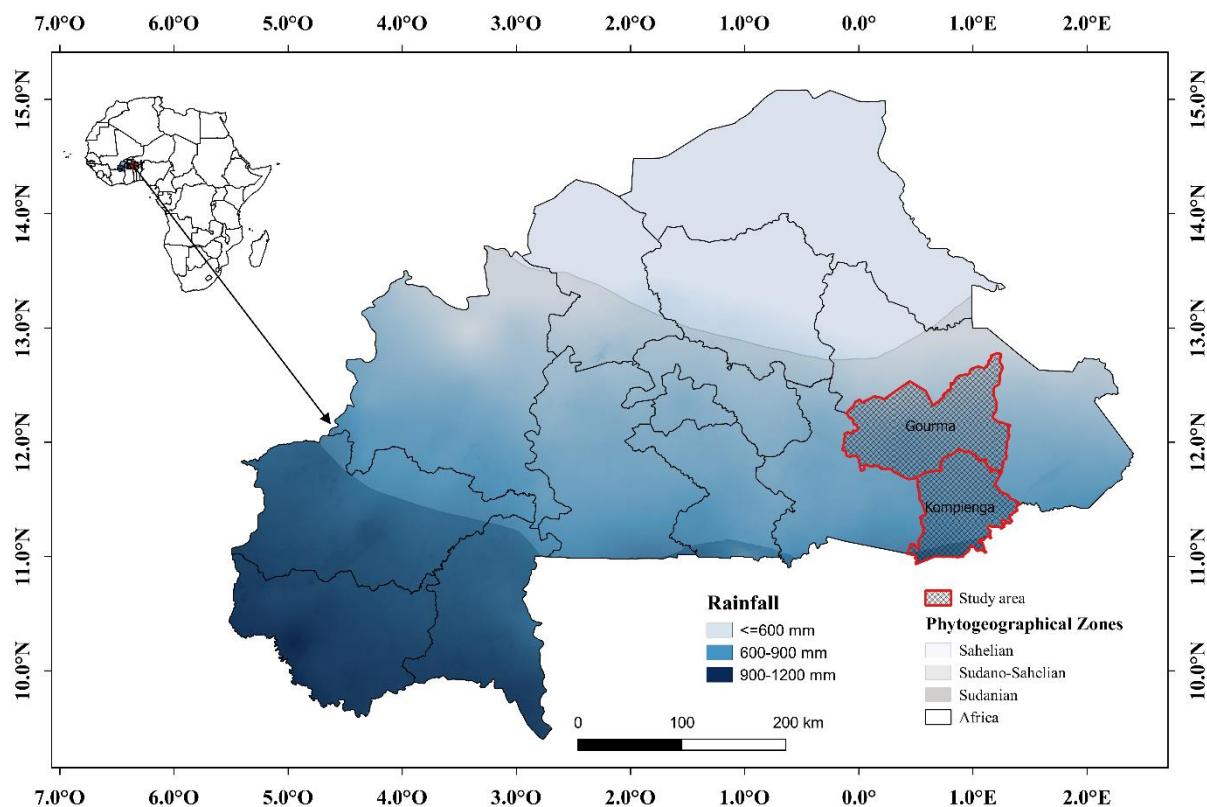 7.0°O 6.0°O 5.0°O 4.0°O 3.0°O 2.0°O 1.0°O 0.0°E 1.0°E 2.0°E
15.0°N 15.0°N
14.0°N 14.0°N
13.0°N 13.0°N
12.0°N 12.0°N
11.0°N 11.0°N
10.0°N 10.0°N
Gourma
Kompienga
Rainfall
<=600 mm
600-900 mm
900-1200 mm
Study area
Phytogeographical Zones
Sahelian
Sudano-Sahelian
Sudanian
Africa
0 100 200 km
7.0°O 6.0°O 5.0°O 4.0°O 3.0°O 2.0°O 1.0°O 0.0°E 1.0°E 2.0°E